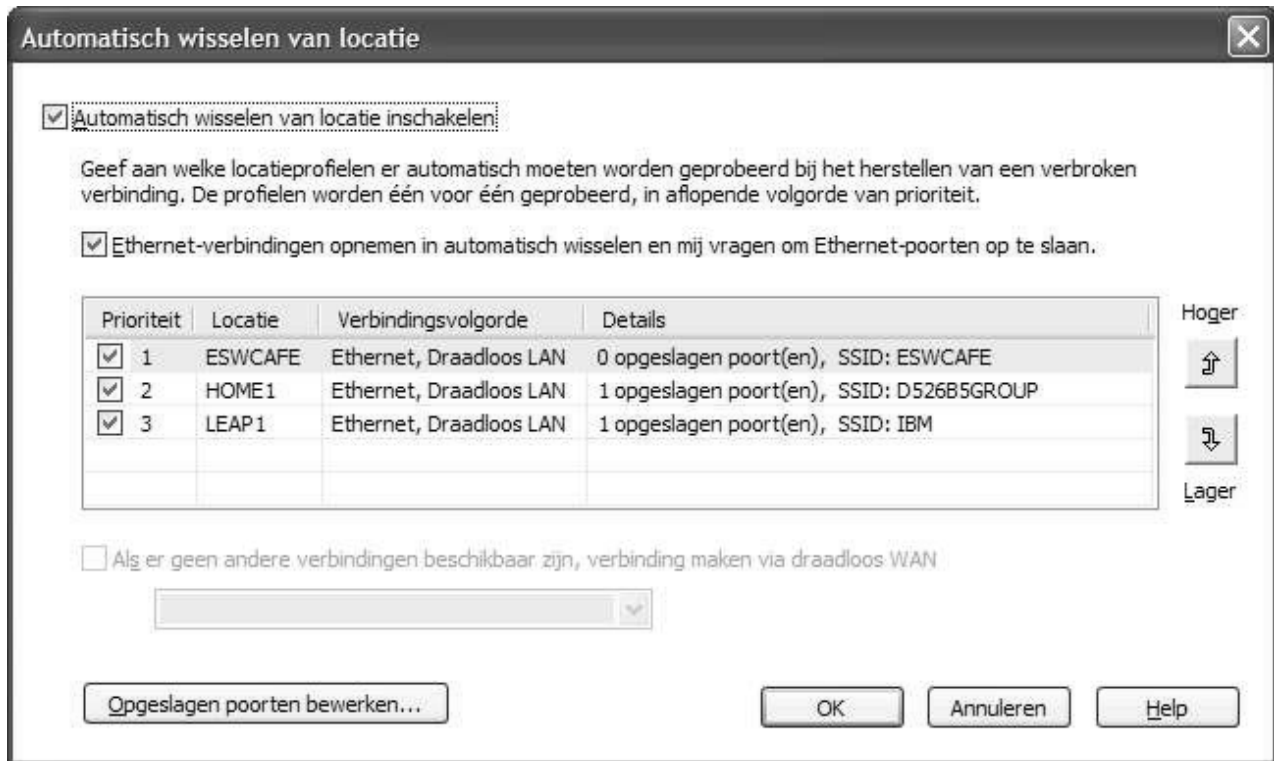 Automatisch wisselen van locatie
Automatisch wisselen van locatie inschakelen
Geef aan welke locatieprofielen er automatisch moeten worden geprobeerd bij het herstellen van een verbroken
verbinding. De profielen worden één voor één geprobeerd, in aflopende volgorde van prioriteit.
Ethernet-verbindingen opnemen in automatisch wisselen en mij vragen om Ethernet-poorten op te slaan.
Prioriteit Locatie Verbindingsvolgorde Details
1 ESWCAFE Ethernet, Draadloos LAN 0 opgeslagen poort(en), SSID: ESWCAFE
2 HOME1 Ethernet, Draadloos LAN 1 opgeslagen poort(en), SSID: D526B5GROUP
3 LEAP1 Ethernet, Draadloos LAN 1 opgeslagen poort(en), SSID: IBM
Hoger
Lager
Als er geen andere verbindingen beschikbaar zijn, verbinding maken via draadloos WAN
Opgeslagen poorten bewerken... OK Annuleren Help